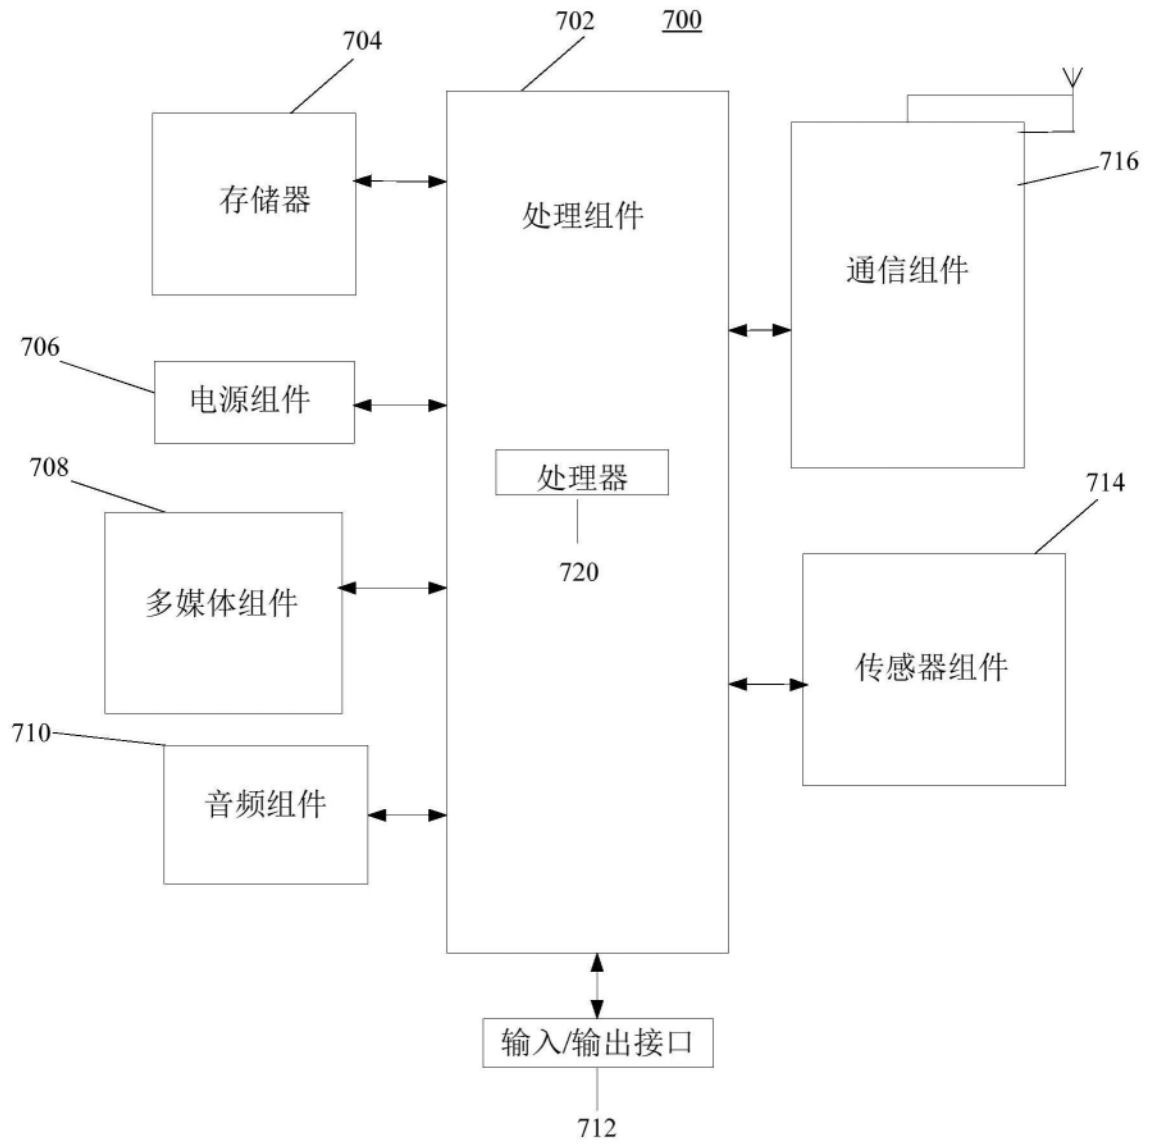 702
700
704
存储器
处理组件
716
通信组件
706
电源组件
708
处理器
714
720
多媒体组件
传感器组件
710
音频组件
输入/输出接口
712